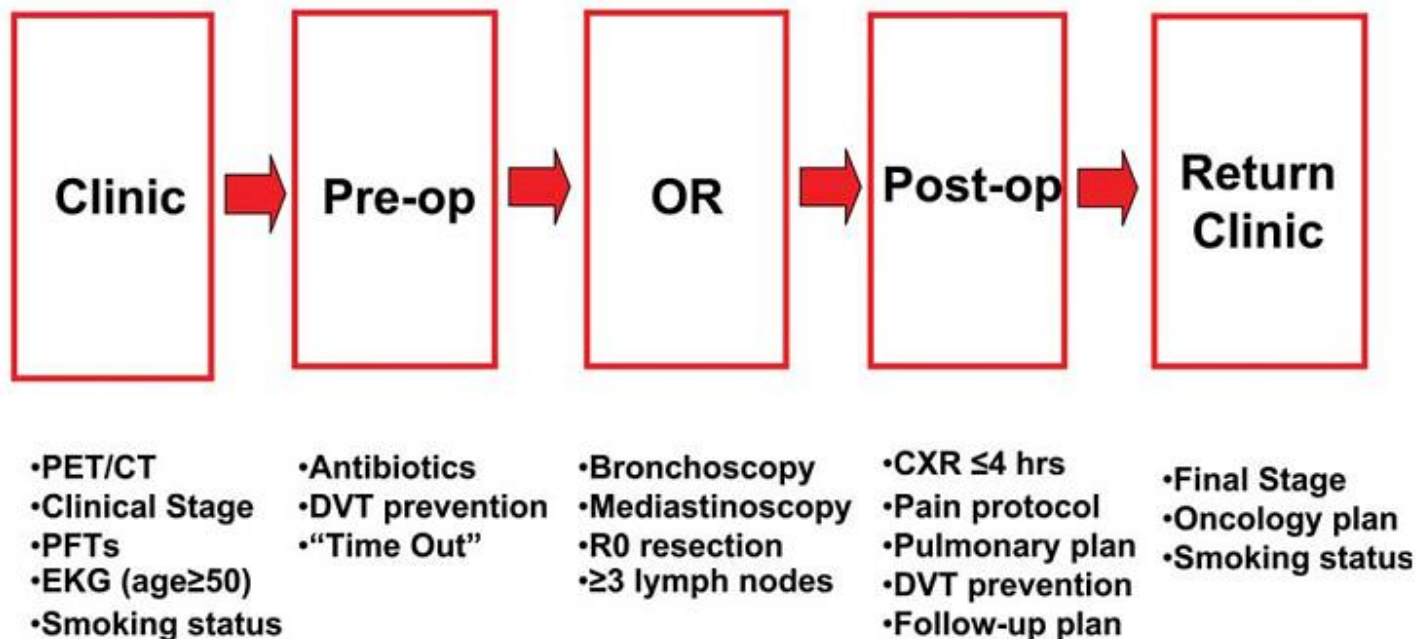 Clinic
Pre-op
OR
Post-op
Return
Clinic
•PET/CT
•Clinical Stage
•PFTs
•EKG (age≥50)
•Smoking status
•Antibiotics
•DVT prevention
•“Time Out”
•Bronchoscopy
•Mediastinoscopy
•R0 resection
•≥3 lymph nodes
•CXR ≤4 hrs
•Pain protocol
•Pulmonary plan
•DVT prevention
•Follow-up plan
•Final Stage
•Oncology plan
•Smoking status